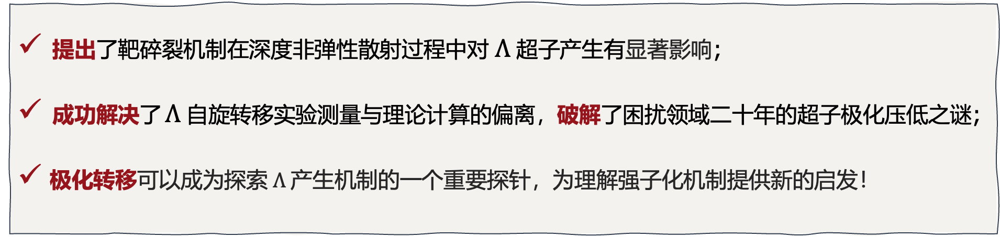 ✓ 提出了靶碎裂机制在深度非弹性散射过程中对 Λ 超子产生有显著影响；
✓ 成功解决了 Λ 自旋转移实验测量与理论计算的偏离，破解了困扰领域二十年的超子极化压低之谜；
✓ 极化转移可以成为探索 Λ 产生机制的一个重要探针，为理解强子化机制提供新的启发！